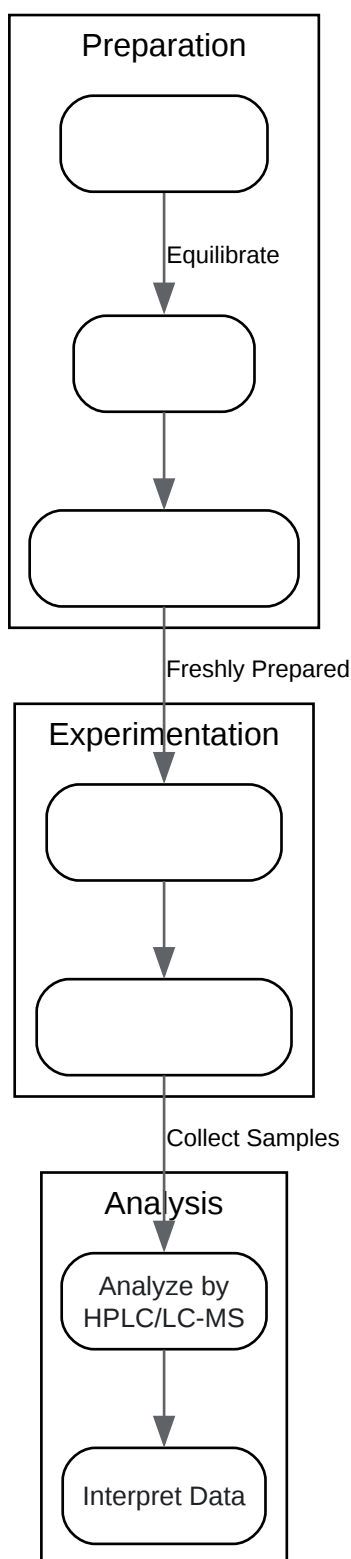 Preparation
Equilibrate
Freshly Prepared
Experimentation
Collect Samples
Analysis
Analyze by
HPLC/LC-MS
Interpret Data